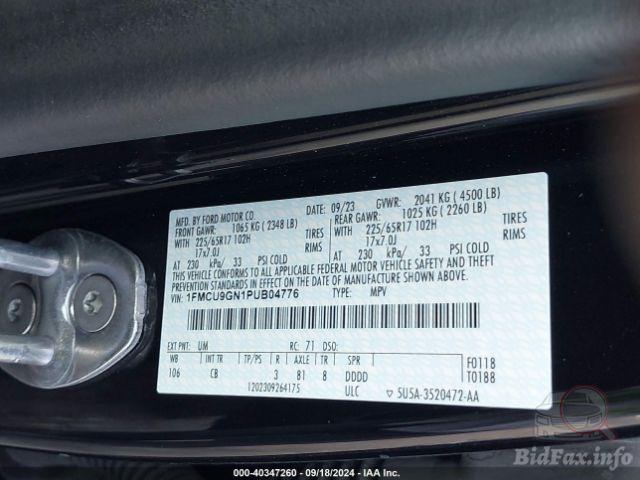 MFD. BY FORD MOTOR CO. 09/23 GVWR: 2041 KG ( 4500 LB)
FRONT GAWR: 1065 KG ( 2348 LB) REAR GAWR: 1025 KG ( 2260 LB)
WITH 225/65R17 102H TIRES WITH 225/65R17 102H TIRES
17x7.0J RIMS 17x7.0J RIMS
AT 230 kPa/ 33 PSI COLD AT 230 kPa/ 33 PSI COLD
THIS VEHICLE CONFORMS TO ALL APPLICABLE FEDERAL MOTOR VEHICLE SAFETY AND THEFT
PREVENTION STANDARDS IN EFFECT ON THE DATE OF MANUFACTURE SHOWN ABOVE.
VIN: 1FMCU9GN1PUB04776 TYPE: MPV
EXT PNT: UM RC: 71 DSO:
WB INT TR TP/PS R AXLE TR SPR F0118
106 CB 3 81 8 DDDD T0188
1202309264175 ULC 5U5A-3520472-AA
000 - 40347260 - 09/18/2024 - IAA Inc.
BidFax.info